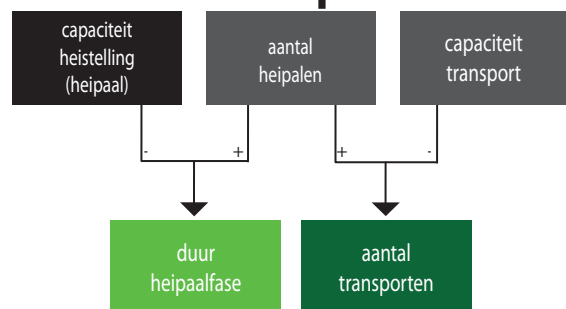 capaciteit
heistelling
(heipaal)
aantal
heipalen
capaciteit
transport
-
+
+
-
duur
heipaalfase
aantal
transporten